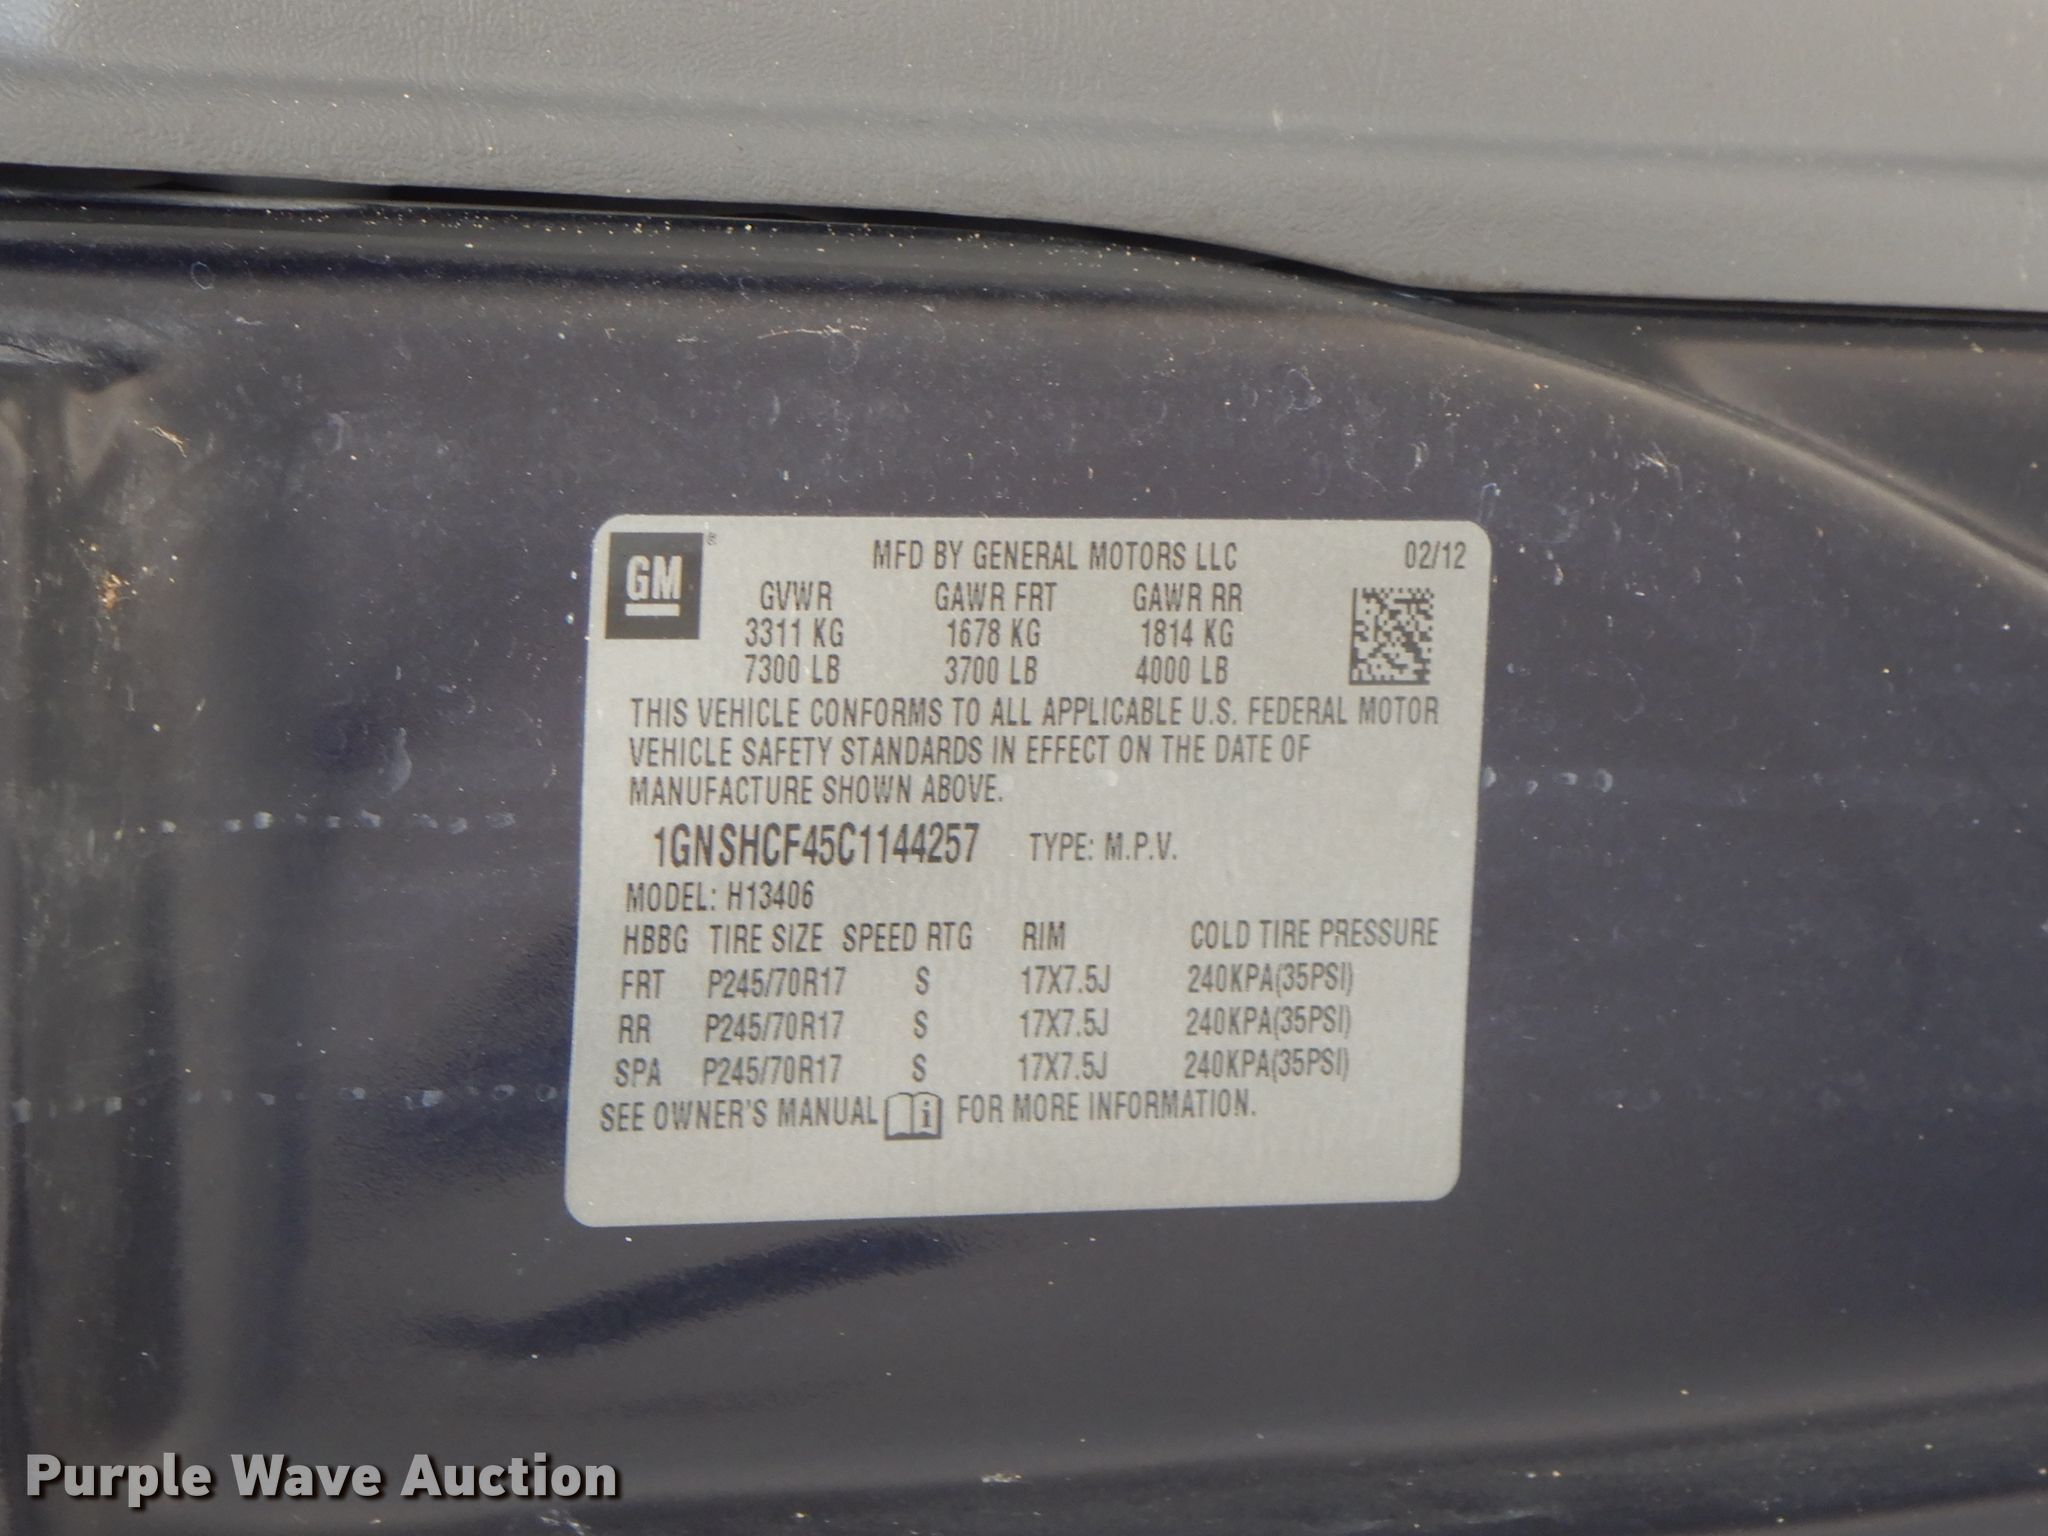 GM
MFD BY GENERAL MOTORS LLC 02/12
GVWR GAWR FRT GAWR RR
3311 KG 1678 KG 1814 KG
7300 LB 3700 LB 4000 LB
THIS VEHICLE CONFORMS TO ALL APPLICABLE U.S. FEDERAL MOTOR
VEHICLE SAFETY STANDARDS IN EFFECT ON THE DATE OF
MANUFACTURE SHOWN ABOVE.
1GNSHCF45C1144257 TYPE: M.P.V.
MODEL: H13406
HBBG TIRE SIZE SPEED RTG RIM COLD TIRE PRESSURE
FRT P245/70R17 S 17X7.5J 240KPA(35PSI)
RR P245/70R17 S 17X7.5J 240KPA(35PSI)
SPA P245/70R17 S 17X7.5J 240KPA(35PSI)
SEE OWNER'S MANUAL i FOR MORE INFORMATION.
Purple Wave Auction